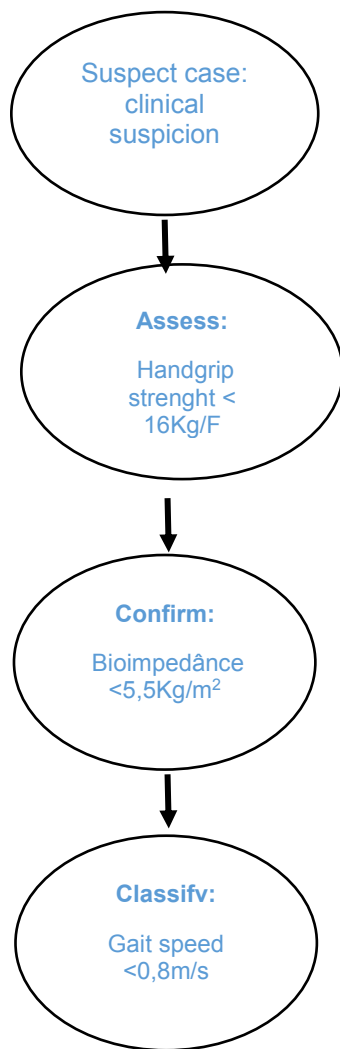 Suspect case:
clinical
suspicion
Assess:
Handgrip
strenght <
16Kg/F
Confirm:
Bioimpedânce
<5,5Kg/m²
Classifv:
Gait speed
<0,8m/s